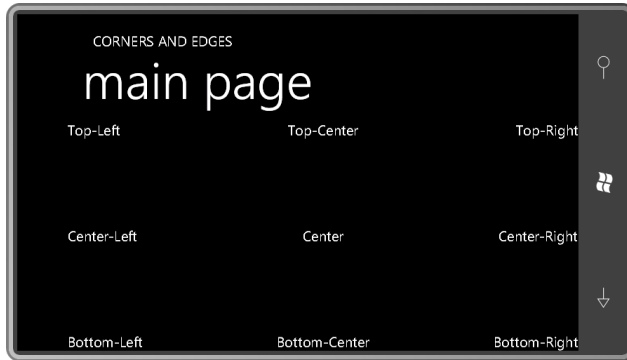 CORNERS AND EDGES
main page
Top-Left Top-Center Top-Right
Center-Left Center Center-Right
Bottom-Left Bottom-Center Bottom-Right